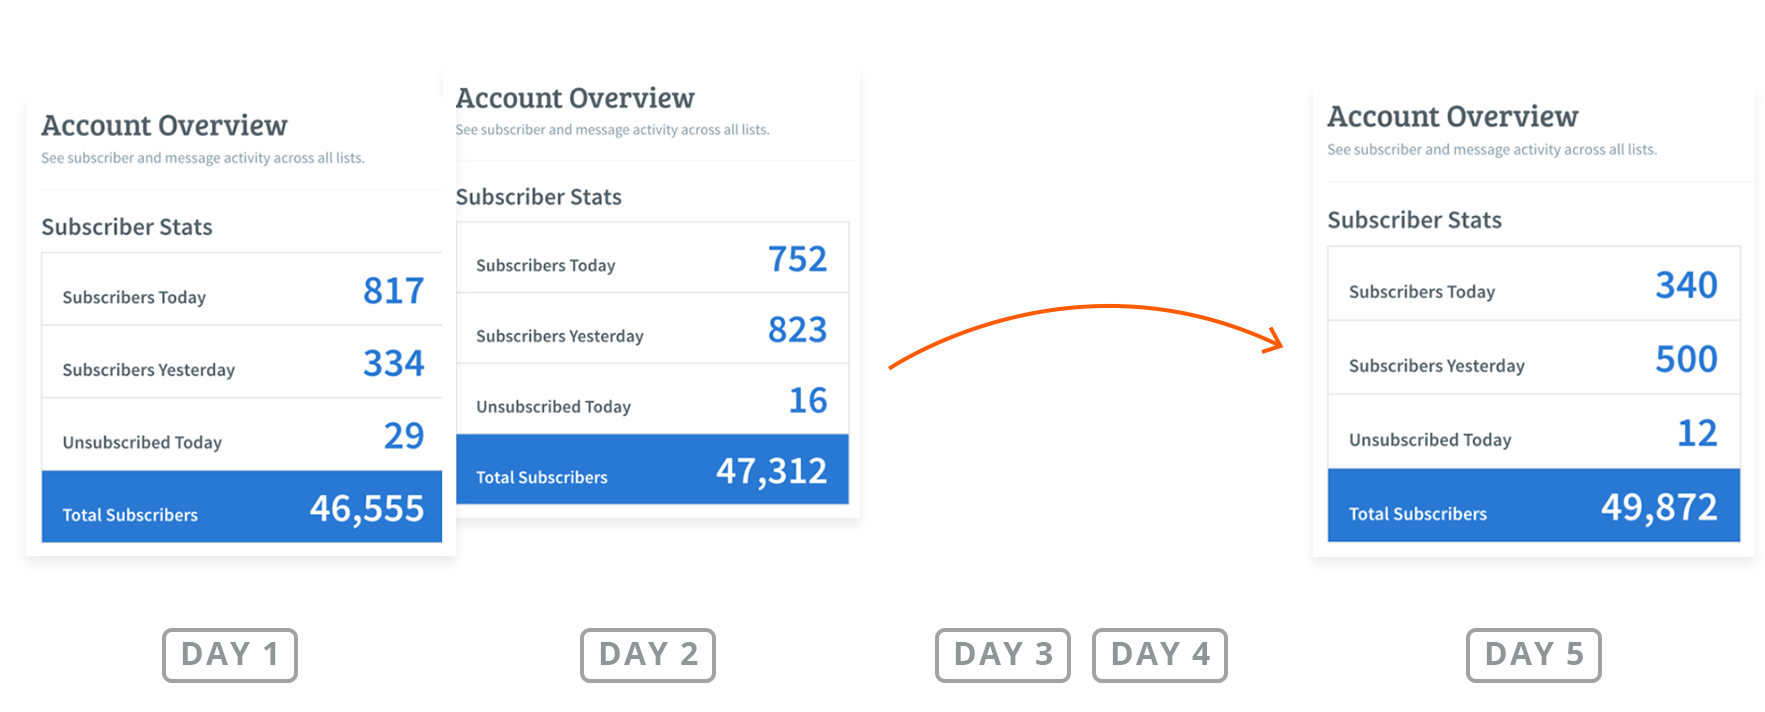 Account Overview
See subscriber and message activity across all lists.
Subscriber Stats
Subscribers Today 817
Subscribers Yesterday 334
Unsubscribed Today 29
Total Subscribers 46,555
Account Overview
See subscriber and message activity across all lists.
Subscriber Stats
Subscribers Today 752
Subscribers Yesterday 823
Unsubscribed Today 16
Total Subscribers 47,312
Account Overview
See subscriber and message activity across all lists.
Subscriber Stats
Subscribers Today 340
Subscribers Yesterday 500
Unsubscribed Today 12
Total Subscribers 49,872
DAY 1
DAY 2
DAY 3
DAY 4
DAY 5